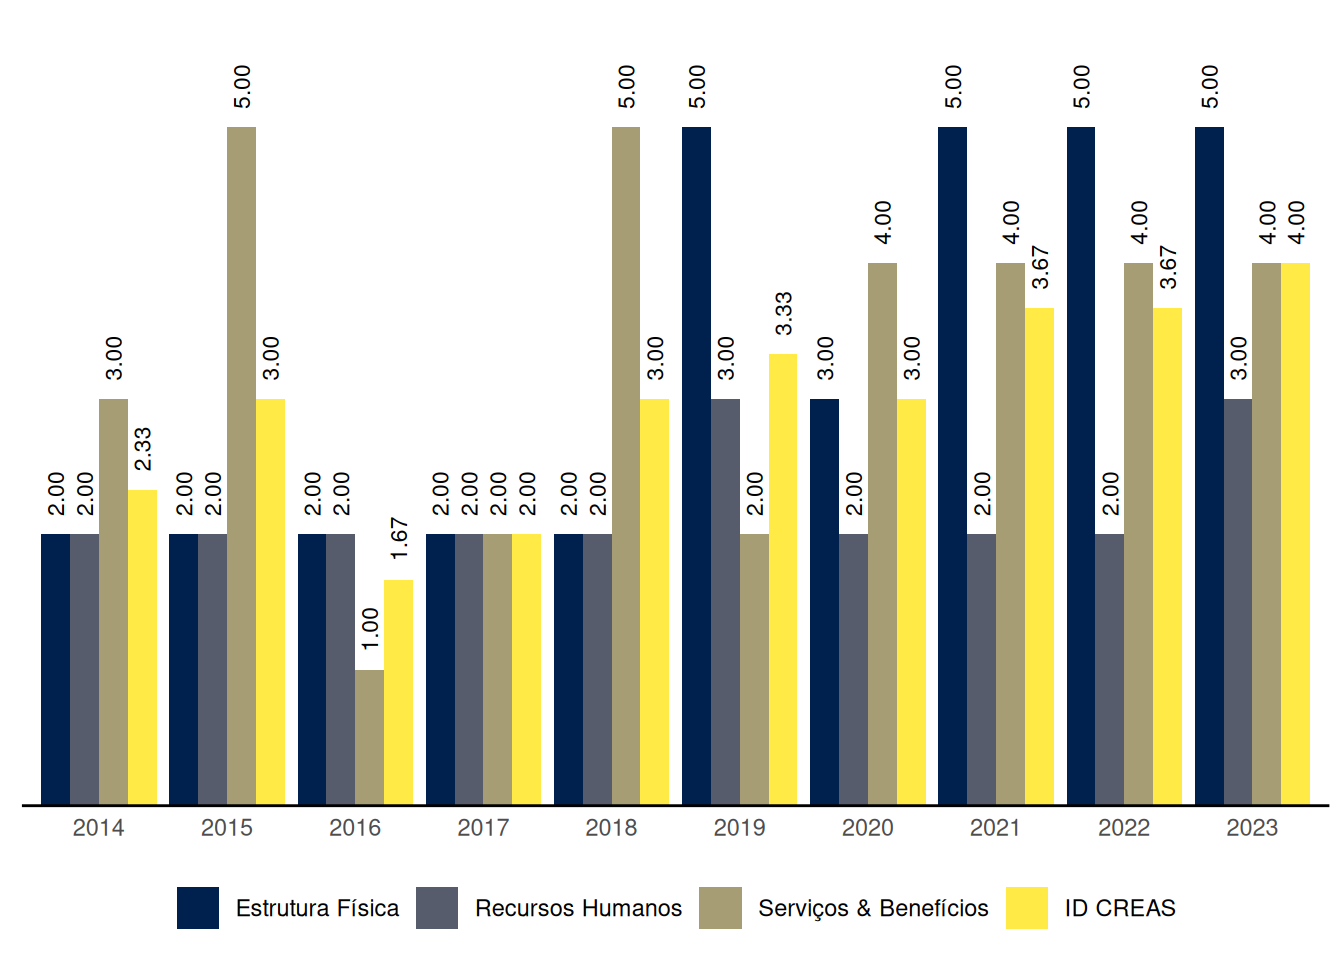 5.00 5.00 5.00 5.00 5.00 5.00
4.00 4.00 4.00 4.00 4.00
3.67 3.67
3.33
3.00 3.00 3.00 3.00 3.00 3.00 3.00
2.33
2.00 2.00 2.00 2.00 2.00 2.00 2.00 2.00 2.00 2.00 2.00 2.00 2.00 2.00 2.00 2.00
1.67
1.00
2014 2015 2016 2017 2018 2019 2020 2021 2022 2023
Estrutura Física Recursos Humanos Serviços & Benefícios ID CREAS